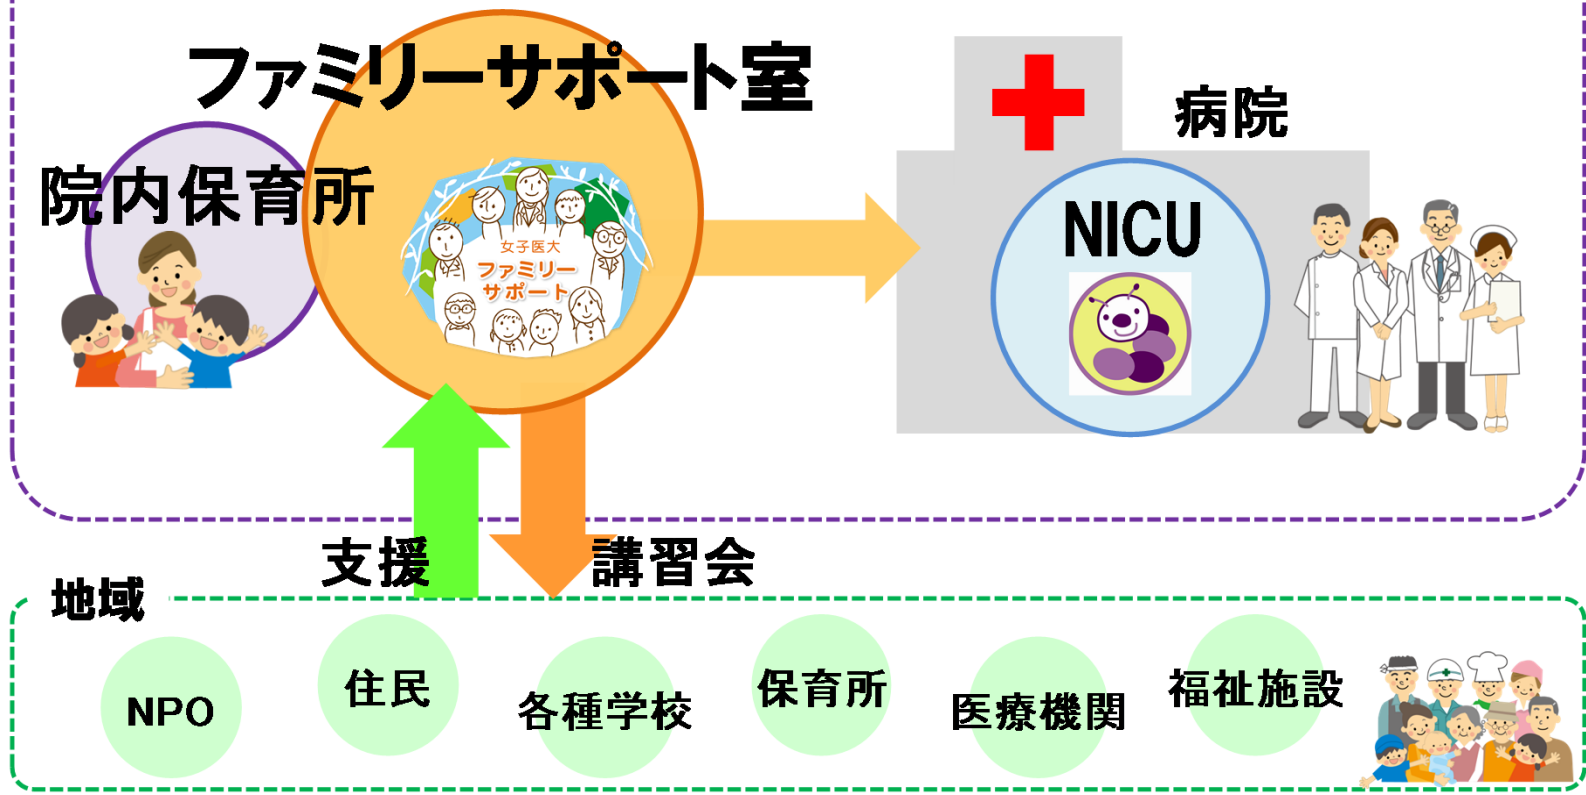 ファミリーサポート室
病院
院内保育所
NICU
女子医大
ファミリー
サポート
支援
講習会
地域
NPO
住民
各種学校
保育所
医療機関
福祉施設